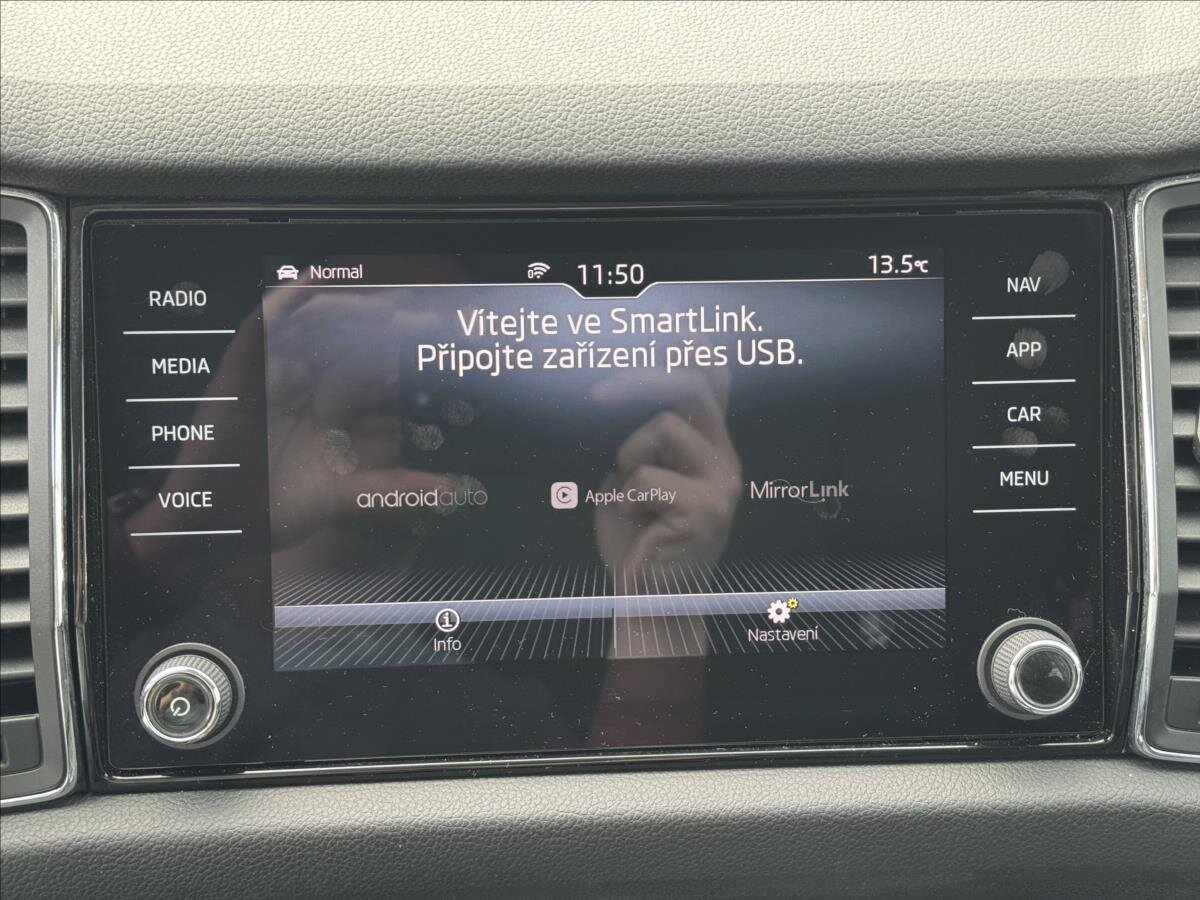 Normal
11:50
13.5°C
Vítejte ve SmartLink.
Připojte zařízení přes USB.
RADIO
MEDIA
PHONE
VOICE
NAV
APP
CAR
MENU
androidauto
Apple CarPlay
MirrorLink
Info
Nastavení